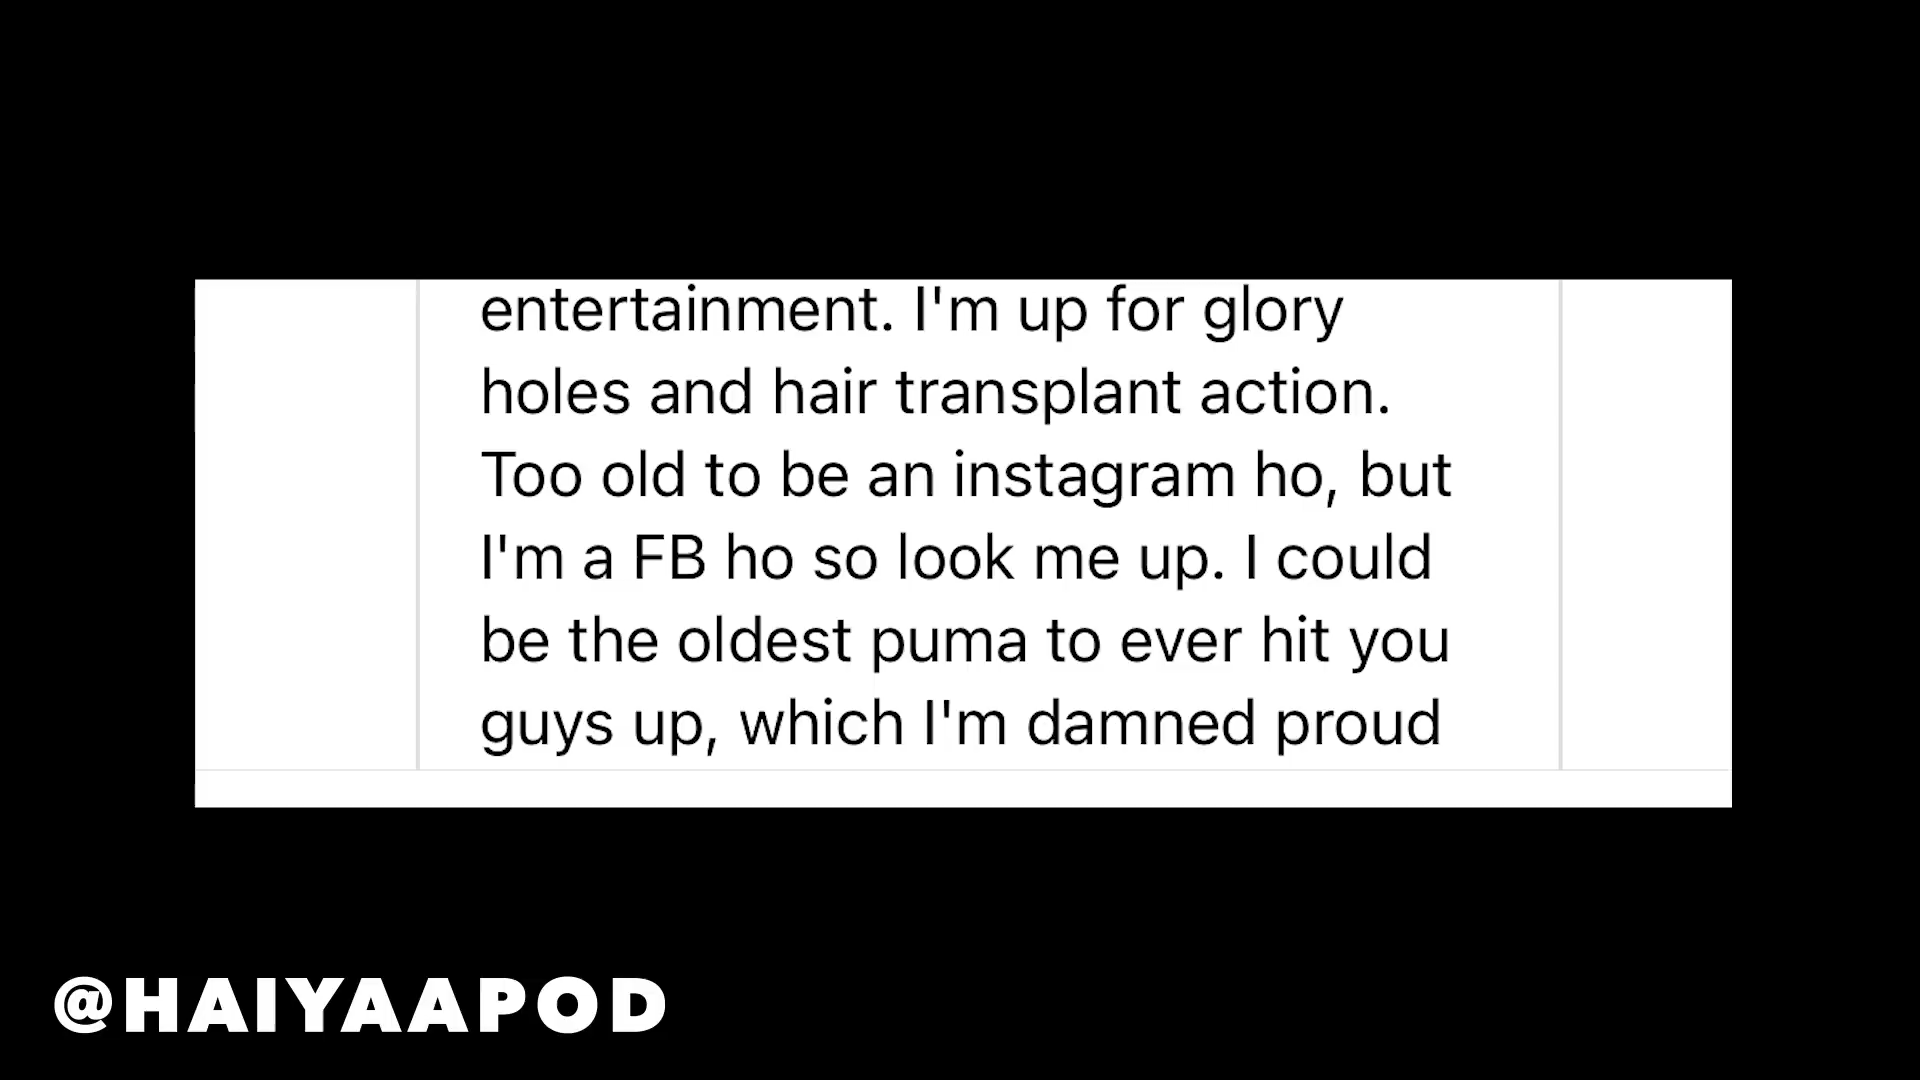 entertainment. I'm up for glory
holes and hair transplant action.
Too old to be an instagram ho, but
I'm a FB ho so look me up. I could
be the oldest puma to ever hit you
guys up, which I'm damned proud
@HAIYAAPOD